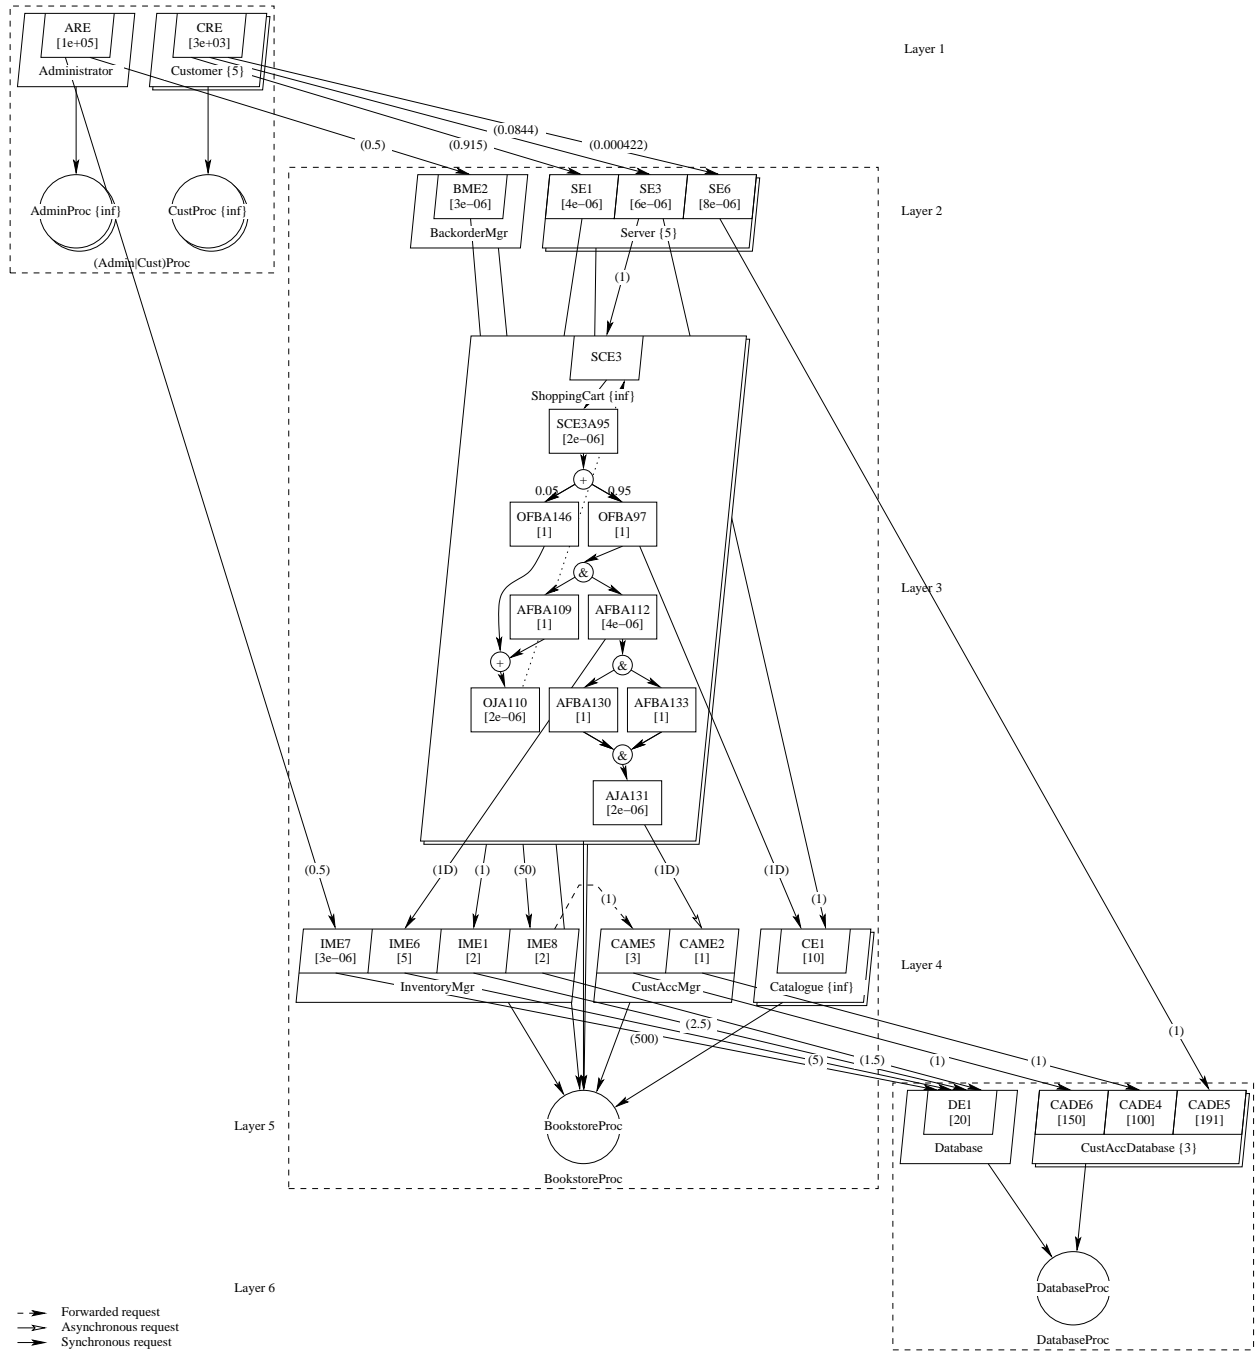 ARE
[1e+05]
Administrator
CRE
[3e+03]
Customer {5}
Layer 1
(0.5)
(0.915)
(0.0844)
(0.000422)
AdminProc {inf}
CustProc {inf}
(Admin|Cust)Proc
BME2
[3e−06]
BackorderMgr
SE1
[4e−06]
SE3
[6e−06]
SE6
[8e−06]
Server {5}
Layer 2
(1)
SCE3
ShoppingCart {inf}
SCE3A95
[2e−06]
+
0.05
0.95
OFBA146
[1]
OFBA97
[1]
&
AFBA109
[1]
AFBA112
[4e−06]
Layer 3
+
&
OJA110
[2e−06]
AFBA130
[1]
AFBA133
[1]
&
AJA131
[2e−06]
(0.5)
(1D)
(1)
(50)
(1D)
(1D)
(1)
(1)
IME7
[3e−06]
IME6
[5]
IME1
[2]
IME8
[2]
InventoryMgr
CAME5
[3]
CAME2
[1]
CustAccMgr
CE1
[10]
Catalogue {inf}
Layer 4
(500)
(2.5)
(5)
(1.5)
(1)
(1)
(1)
BookstoreProc
BookstoreProc
Layer 5
DE1
[20]
Database
CADE6
[150]
CADE4
[100]
CADE5
[191]
CustAccDatabase {3}
Layer 6
DatabaseProc
DatabaseProc
Forwarded request
Asynchronous request
Synchronous request